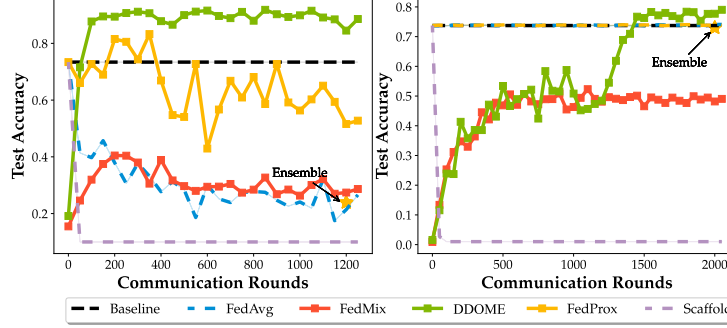 Test Accuracy
0.8
0.6
0.4
0.2
Ensemble
0 200 400 600 800 1000 1200
Communication Rounds
Test Accuracy
0.8
0.7
0.6
0.5
0.4
0.3
0.2
0.1
0.0
Ensemble
0 500 1000 1500 2000
Communication Rounds
Baseline FedAvg FedMix DDOME FedProx Scaffold